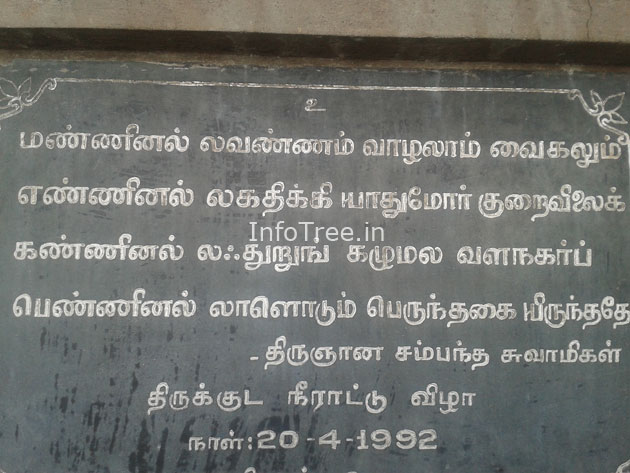 உ
மண்ணினல் லவண்ணம் வாழலாம் வைகலும்
எண்ணினல் லகதிக்கி யாதுமோர் குறைவிலைக்
InfoTree.in
கண்ணினல் லஃதுறுங் கழுமல வளநகர்ப்
பெண்ணினல் லாளொடும் பெருந்தகை யிருந்ததே
- திருஞான சம்பந்த சுவாமிகள்
திருக்குட நீராட்டு விழா
நாள்: 20-4-1992